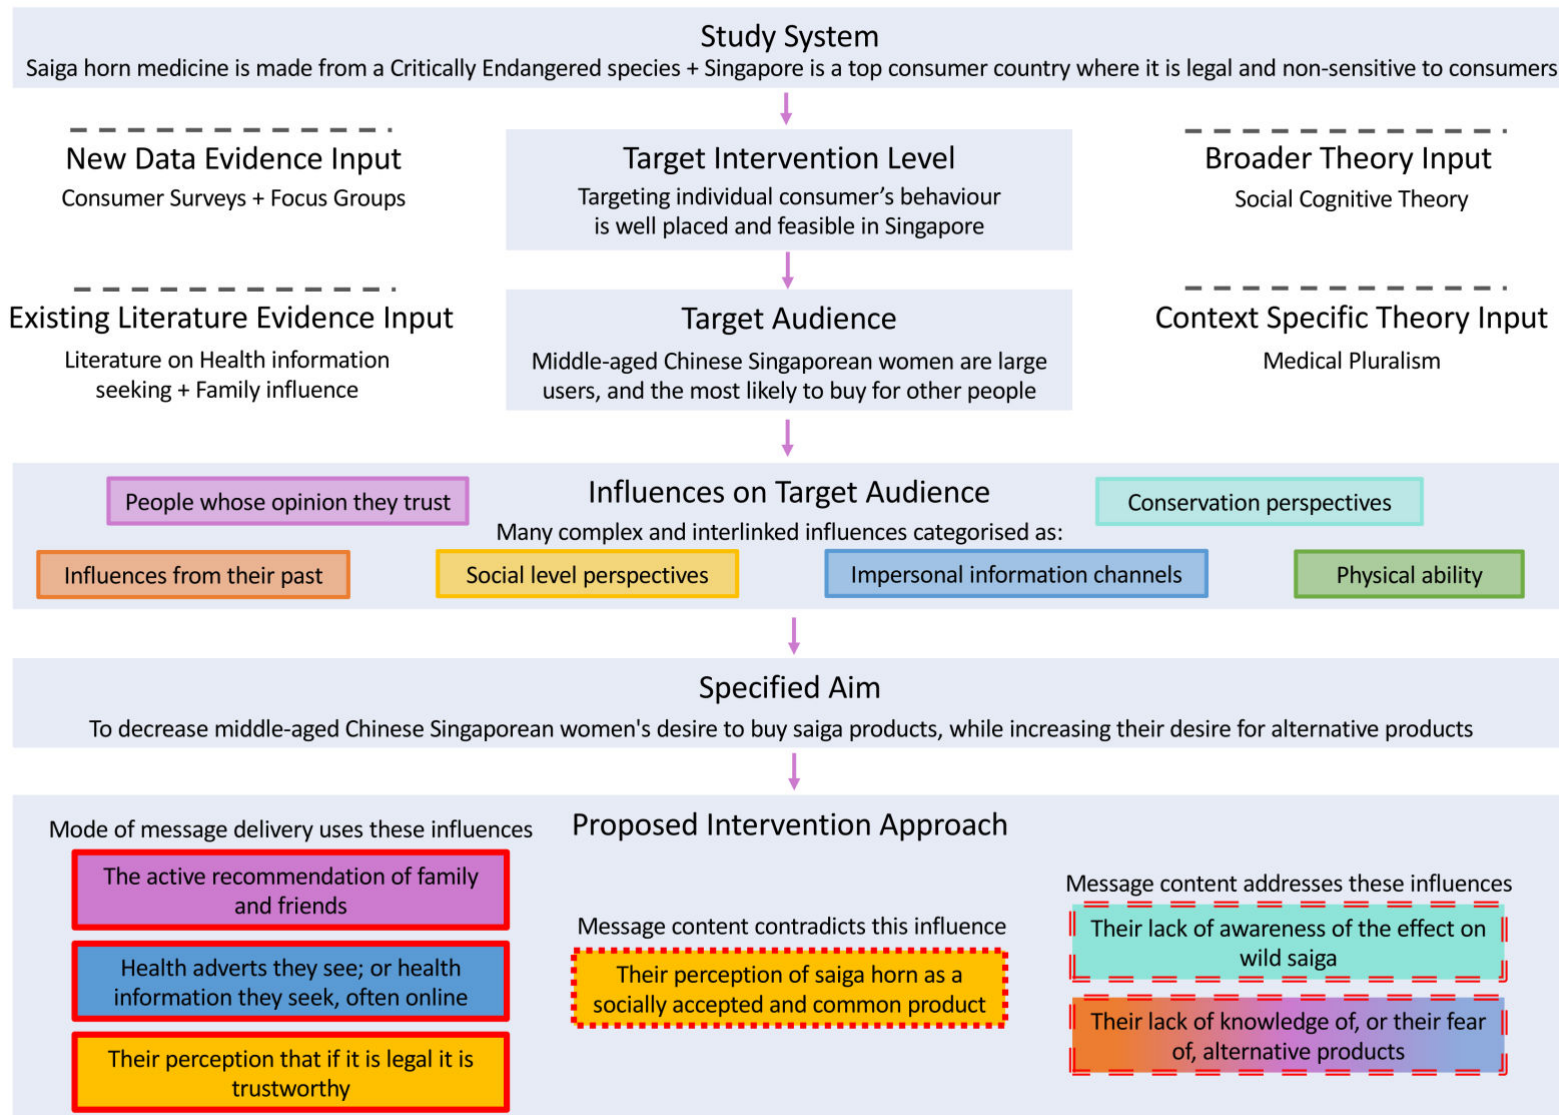 Study System
Saiga horn medicine is made from a Critically Endangered species + Singapore is a top consumer country where it is legal and non-sensitive to consumers
New Data Evidence Input
Consumer Surveys + Focus Groups
Target Intervention Level
Targeting individual consumer's behaviour
is well placed and feasible in Singapore
Broader Theory Input
Social Cognitive Theory
Existing Literature Evidence Input
Literature on Health information
seeking + Family influence
Target Audience
Middle-aged Chinese Singaporean women are large
users, and the most likely to buy for other people
Context Specific Theory Input
Medical Pluralism
Influences on Target Audience
Many complex and interlinked influences categorised as:
People whose opinion they trust
Conservation perspectives
Influences from their past
Social level perspectives
Impersonal information channels
Physical ability
Specified Aim
To decrease middle-aged Chinese Singaporean women's desire to buy saiga products, while increasing their desire for alternative products
Proposed Intervention Approach
Mode of message delivery uses these influences
The active recommendation of family
and friends
Health adverts they see; or health
information they seek, often online
Their perception that if it is legal it is
trustworthy
Message content contradicts this influence
Their perception of saiga horn as a
socially accepted and common product
Message content addresses these influences
Their lack of awareness of the effect on
wild saiga
Their lack of knowledge of, or their fear
of, alternative products